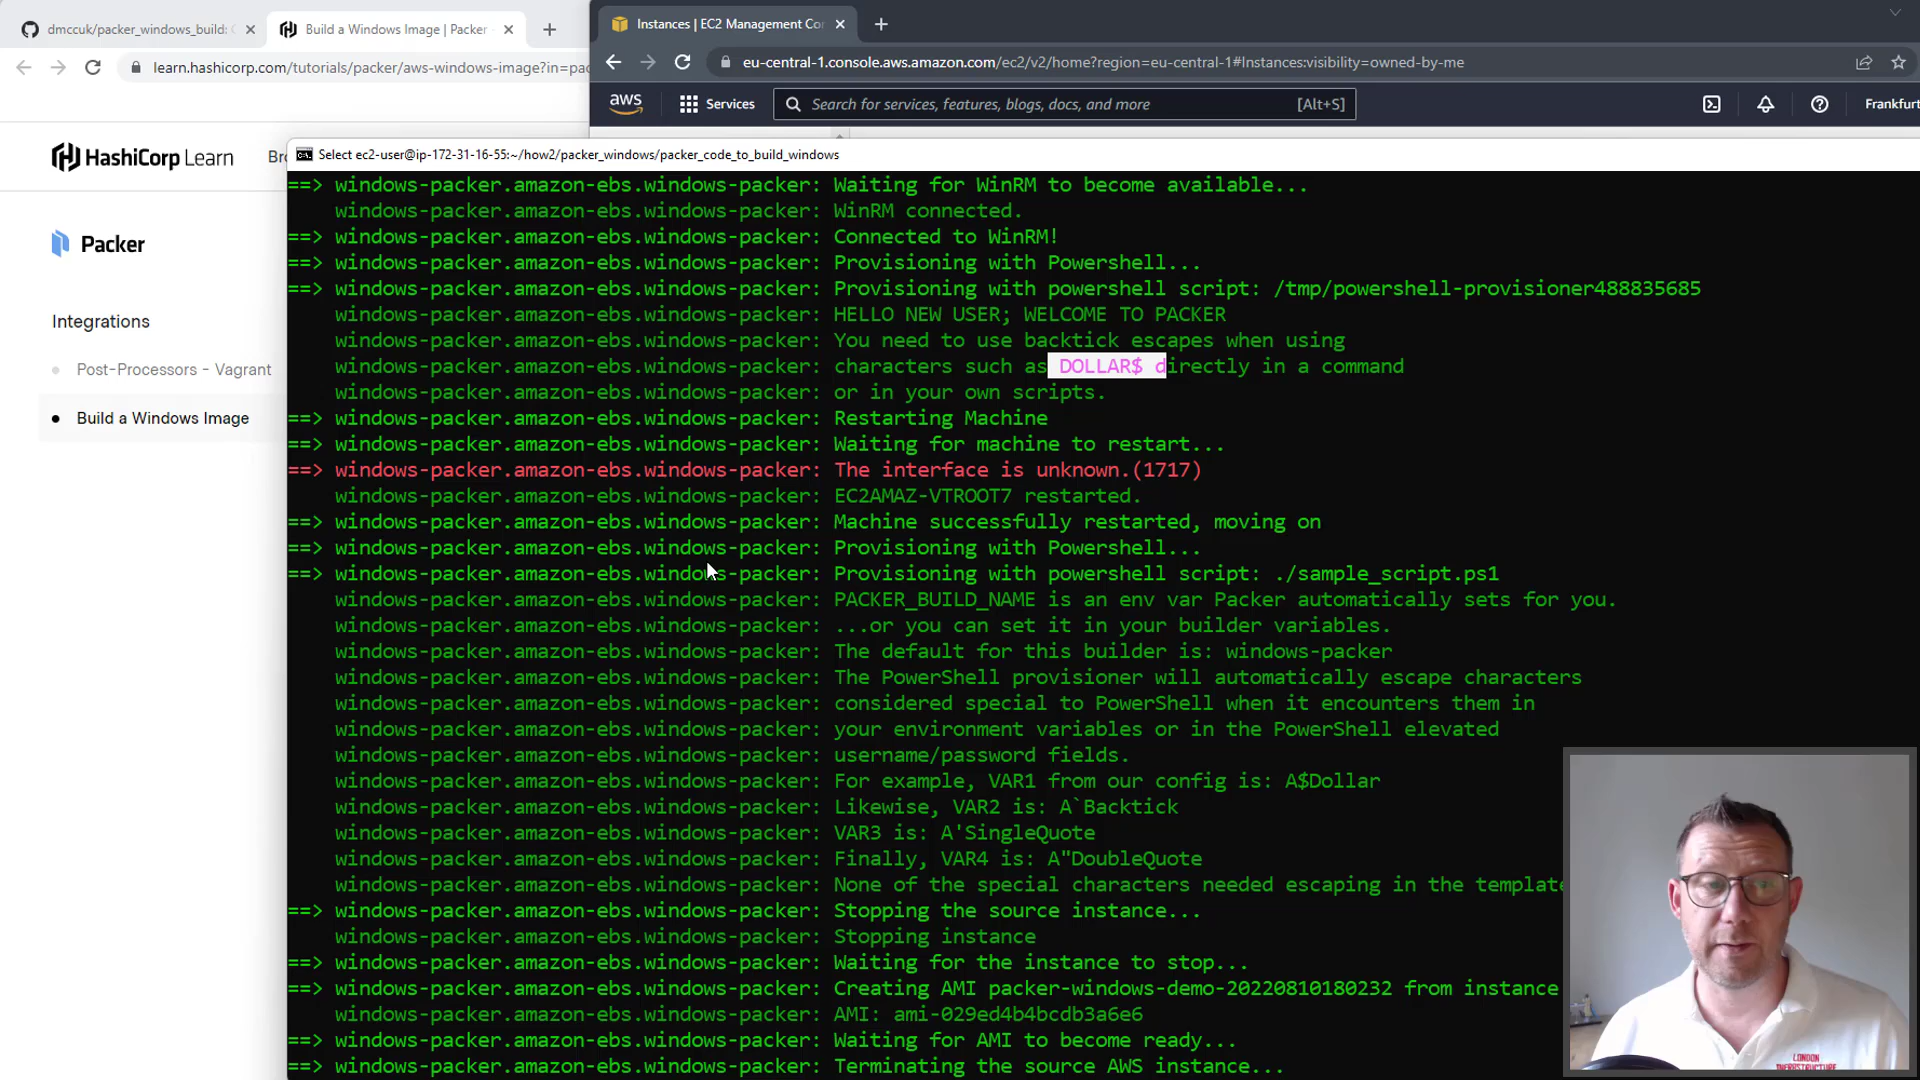 dmccuk/packer_windows_build:
Build a Windows Image | Packer
Instances | EC2 Management Co
learn.hashicorp.com/tutorials/packer/aws-windows-image?in=pac
eu-central-1.console.aws.amazon.com/ec2/v2/home?region=eu-central-1#Instances:visibility=owned-by-me
aws
Services
Search for services, features, blogs, docs, and more
[Alt+S]
Frankfurt
HashiCorp Learn
Packer
Integrations
Post-Processors - Vagrant
Build a Windows Image
Select ec2-user@ip-172-31-16-55:~/how2/packer_windows/packer_code_to_build_windows
==> windows-packer.amazon-ebs.windows-packer: Waiting for WinRM to become available...
windows-packer.amazon-ebs.windows-packer: WinRM connected.
==> windows-packer.amazon-ebs.windows-packer: Connected to WinRM!
==> windows-packer.amazon-ebs.windows-packer: Provisioning with Powershell...
==> windows-packer.amazon-ebs.windows-packer: Provisioning with powershell script: /tmp/powershell-provisioner488835685
windows-packer.amazon-ebs.windows-packer: HELLO NEW USER; WELCOME TO PACKER
windows-packer.amazon-ebs.windows-packer: You need to use backtick escapes when using
windows-packer.amazon-ebs.windows-packer: characters such as DOLLAR$ directly in a command
windows-packer.amazon-ebs.windows-packer: or in your own scripts.
==> windows-packer.amazon-ebs.windows-packer: Restarting Machine
==> windows-packer.amazon-ebs.windows-packer: Waiting for machine to restart...
==> windows-packer.amazon-ebs.windows-packer: The interface is unknown.(1717)
windows-packer.amazon-ebs.windows-packer: EC2AMAZ-VTROOT7 restarted.
==> windows-packer.amazon-ebs.windows-packer: Machine successfully restarted, moving on
==> windows-packer.amazon-ebs.windows-packer: Provisioning with Powershell...
==> windows-packer.amazon-ebs.windows-packer: Provisioning with powershell script: ./sample_script.ps1
windows-packer.amazon-ebs.windows-packer: PACKER_BUILD_NAME is an env var Packer automatically sets for you.
windows-packer.amazon-ebs.windows-packer: ...or you can set it in your builder variables.
windows-packer.amazon-ebs.windows-packer: The default for this builder is: windows-packer
windows-packer.amazon-ebs.windows-packer: The PowerShell provisioner will automatically escape characters
windows-packer.amazon-ebs.windows-packer: considered special to PowerShell when it encounters them in
windows-packer.amazon-ebs.windows-packer: your environment variables or in the PowerShell elevated
windows-packer.amazon-ebs.windows-packer: username/password fields.
windows-packer.amazon-ebs.windows-packer: For example, VAR1 from our config is: A$Dollar
windows-packer.amazon-ebs.windows-packer: Likewise, VAR2 is: A`Backtick
windows-packer.amazon-ebs.windows-packer: VAR3 is: A'SingleQuote
windows-packer.amazon-ebs.windows-packer: Finally, VAR4 is: A"DoubleQuote
windows-packer.amazon-ebs.windows-packer: None of the special characters needed escaping in the template
==> windows-packer.amazon-ebs.windows-packer: Stopping the source instance...
windows-packer.amazon-ebs.windows-packer: Stopping instance
==> windows-packer.amazon-ebs.windows-packer: Waiting for the instance to stop...
==> windows-packer.amazon-ebs.windows-packer: Creating AMI packer-windows-demo-20220810180232 from instance
windows-packer.amazon-ebs.windows-packer: AMI: ami-029ed4b4bcdb3a6e6
==> windows-packer.amazon-ebs.windows-packer: Waiting for AMI to become ready...
==> windows-packer.amazon-ebs.windows-packer: Terminating the source AWS instance...
LONDON